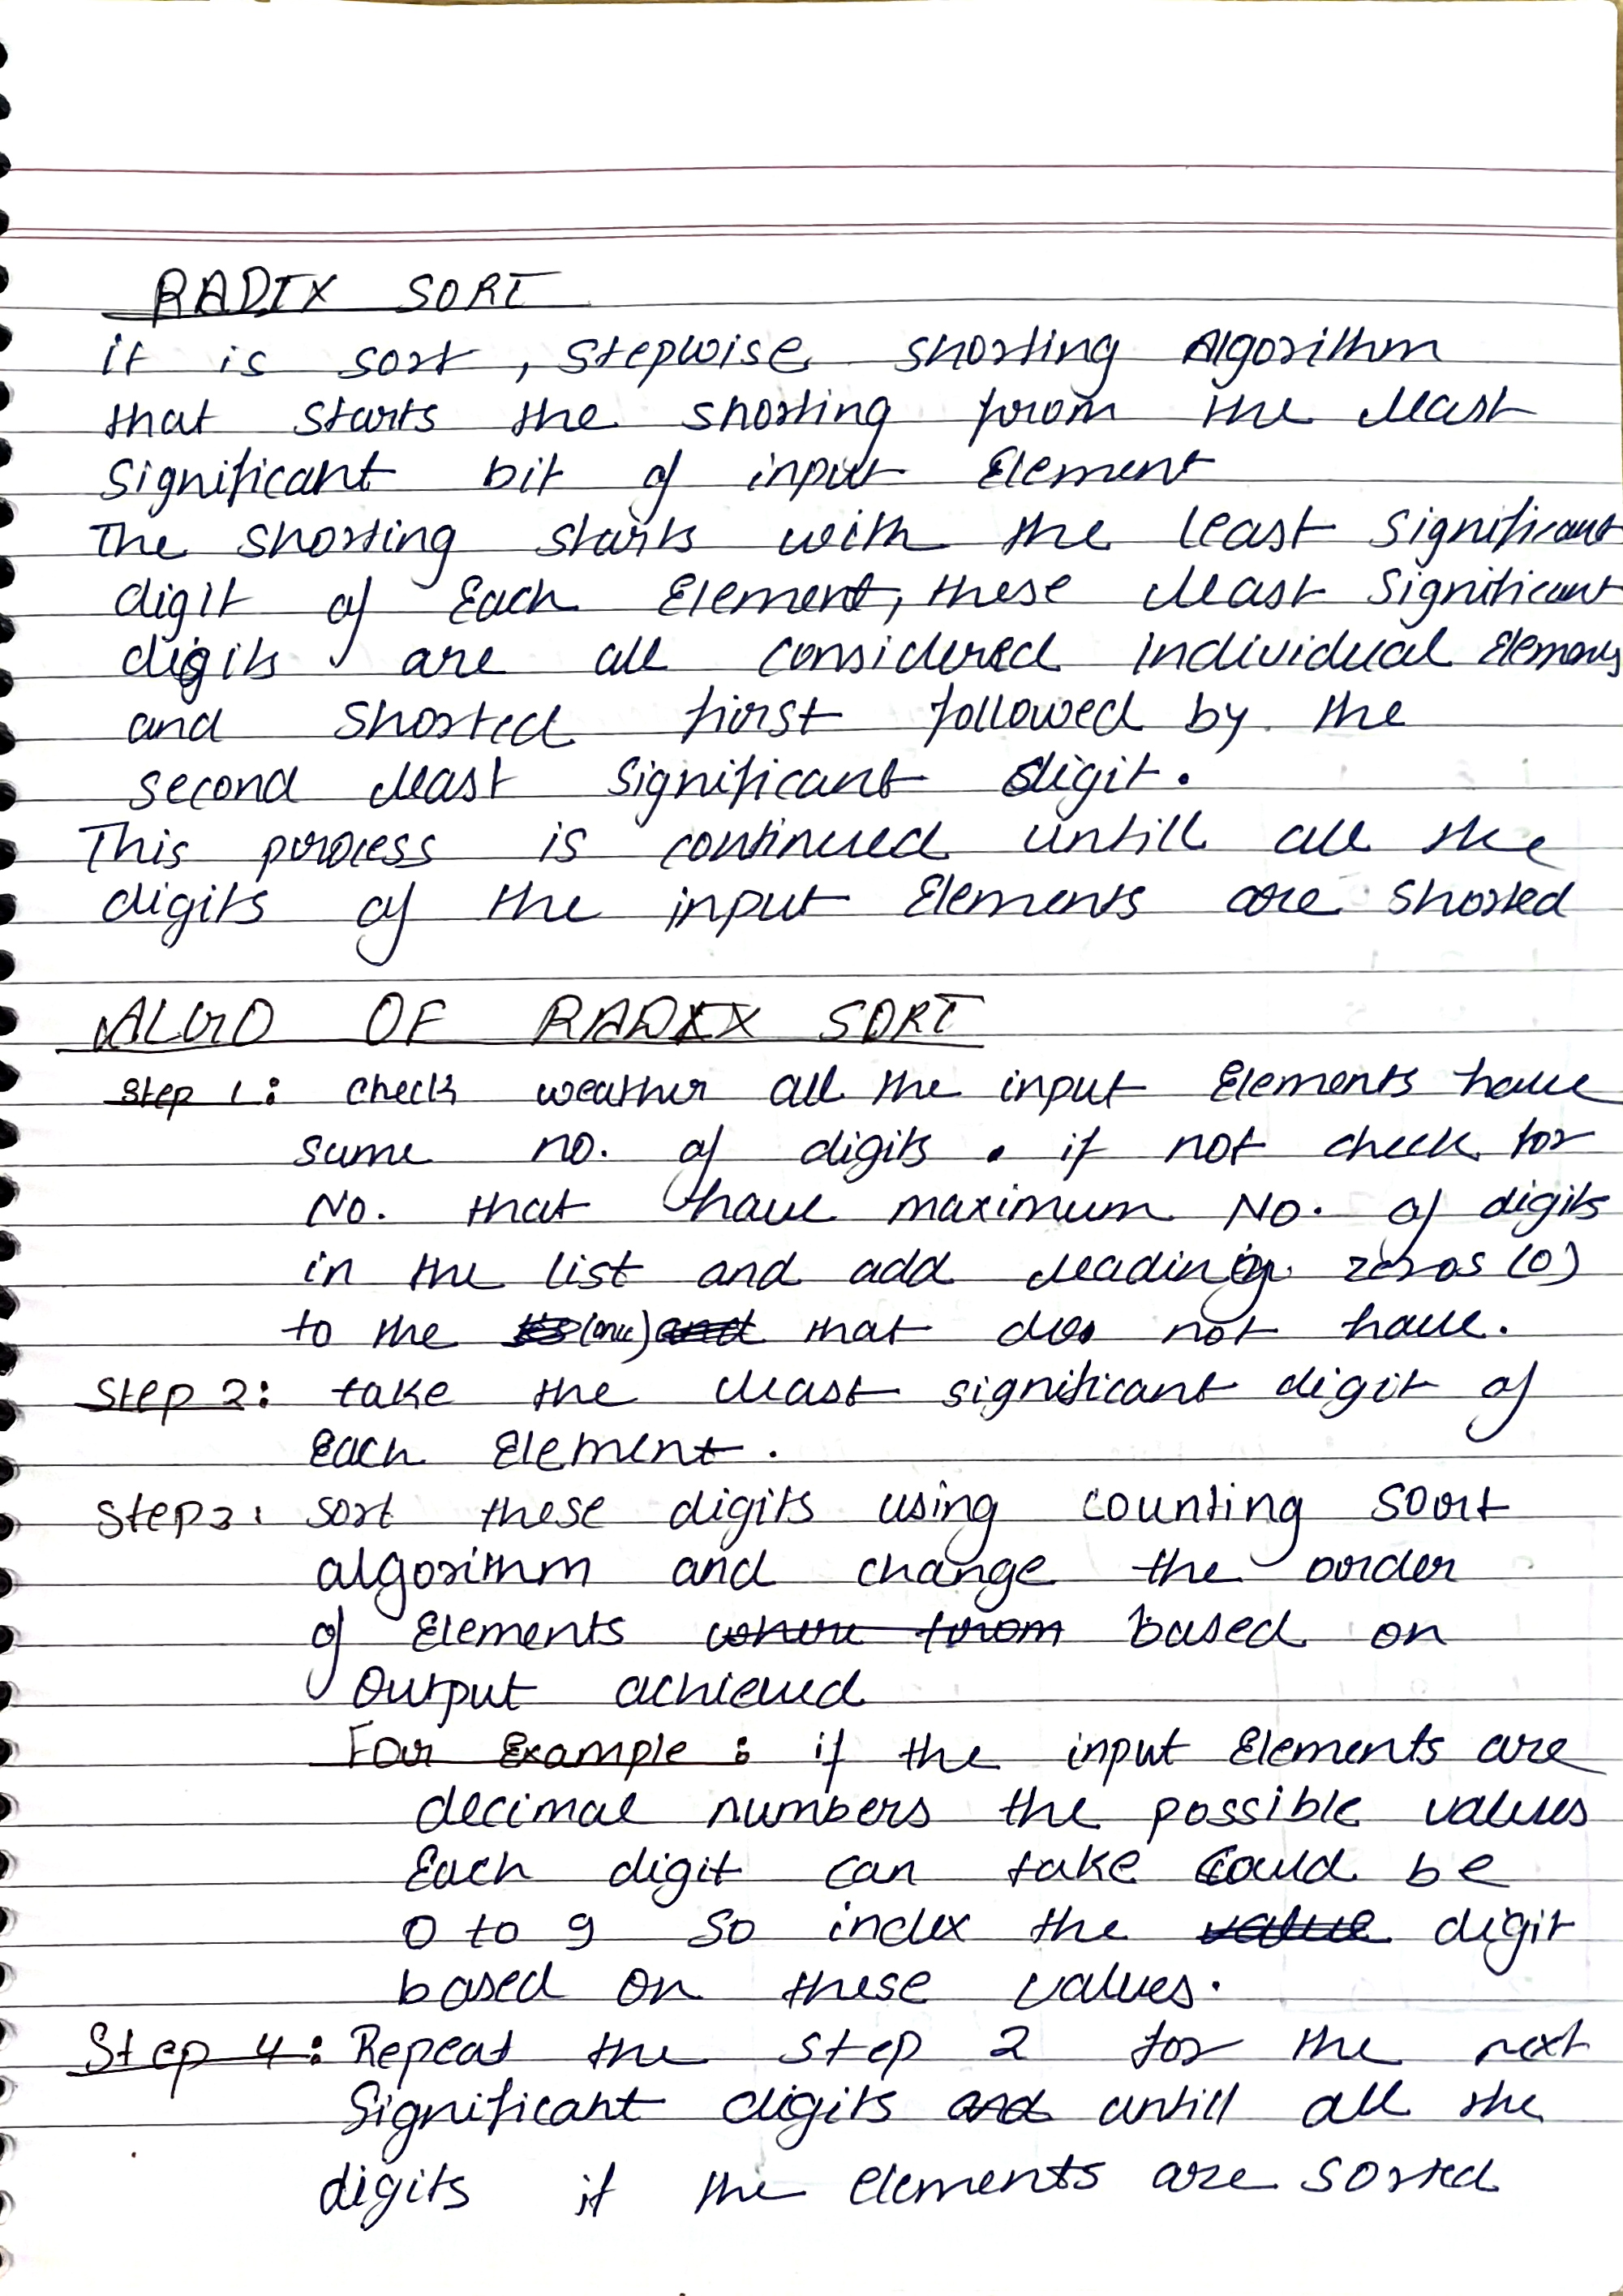 RADIX SORT
it is sort, stepwise shorting Algorithm
that starts the shorting from the least
significant bit of input Element
The shorting starts with the least significant
digit of Each Element, these least significant
digits are all considered individual Elements
and shorted first followed by the
second least significant digit.
This process is continued untill all the
digits of the input Elements are shorted
ALGO OF RADIX SORT
Step 1: check weather all the input Elements have
same no. of digits. if not check for
No. that have maximum No. of digits
in the list and add leading zeros (0)
to the (one) that does not have.
Step 2: take the least significant digit of
Each Element.
Step 3: sort these digits using counting sort
algorithm and change the order
of Elements where from based on
output achieved
For Example: if the input Elements are
decimal numbers the possible values
Each digit can take could be
0 to 9 so index the value digit
based on these values.
Step 4: Repeat the step 2 for the next
Significant digits and untill all the
digits if the elements are sorted